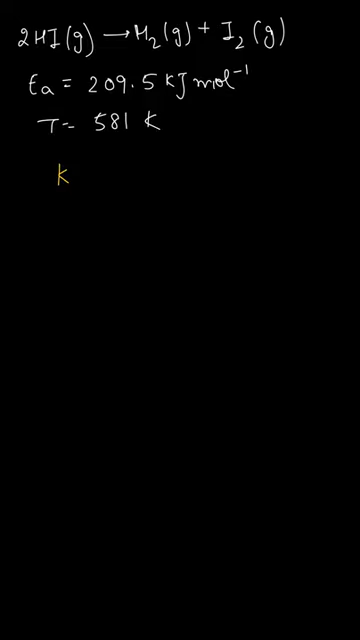 2HI(g) → H₂(g) + I₂(g)
Ea = 209.5 KJ mol⁻¹
T = 581 K
k